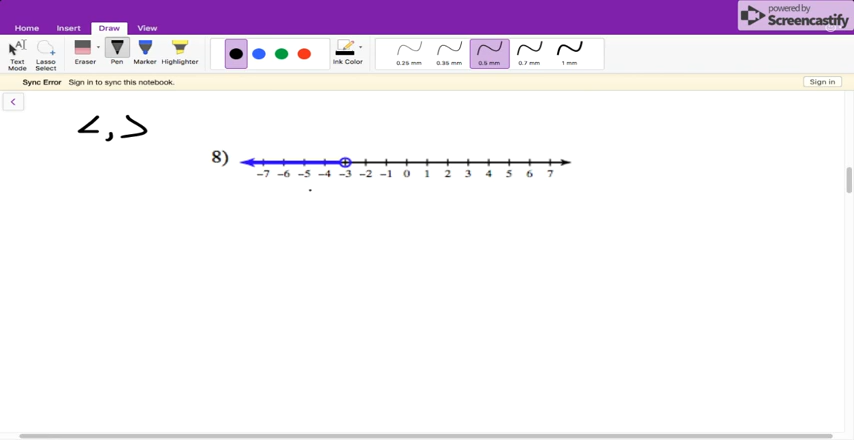 powered by
Screencastify
Home Insert Draw View
Text Mode
Lasso Select
Eraser
Pen
Marker
Highlighter
Ink Color
0.25 mm
0.35 mm
0.5 mm
0.7 mm
1 mm
Sync Error Sign in to sync this notebook.
Sign in
<, >
8)
-7 -6 -5 -4 -3 -2 -1 0 1 2 3 4 5 6 7